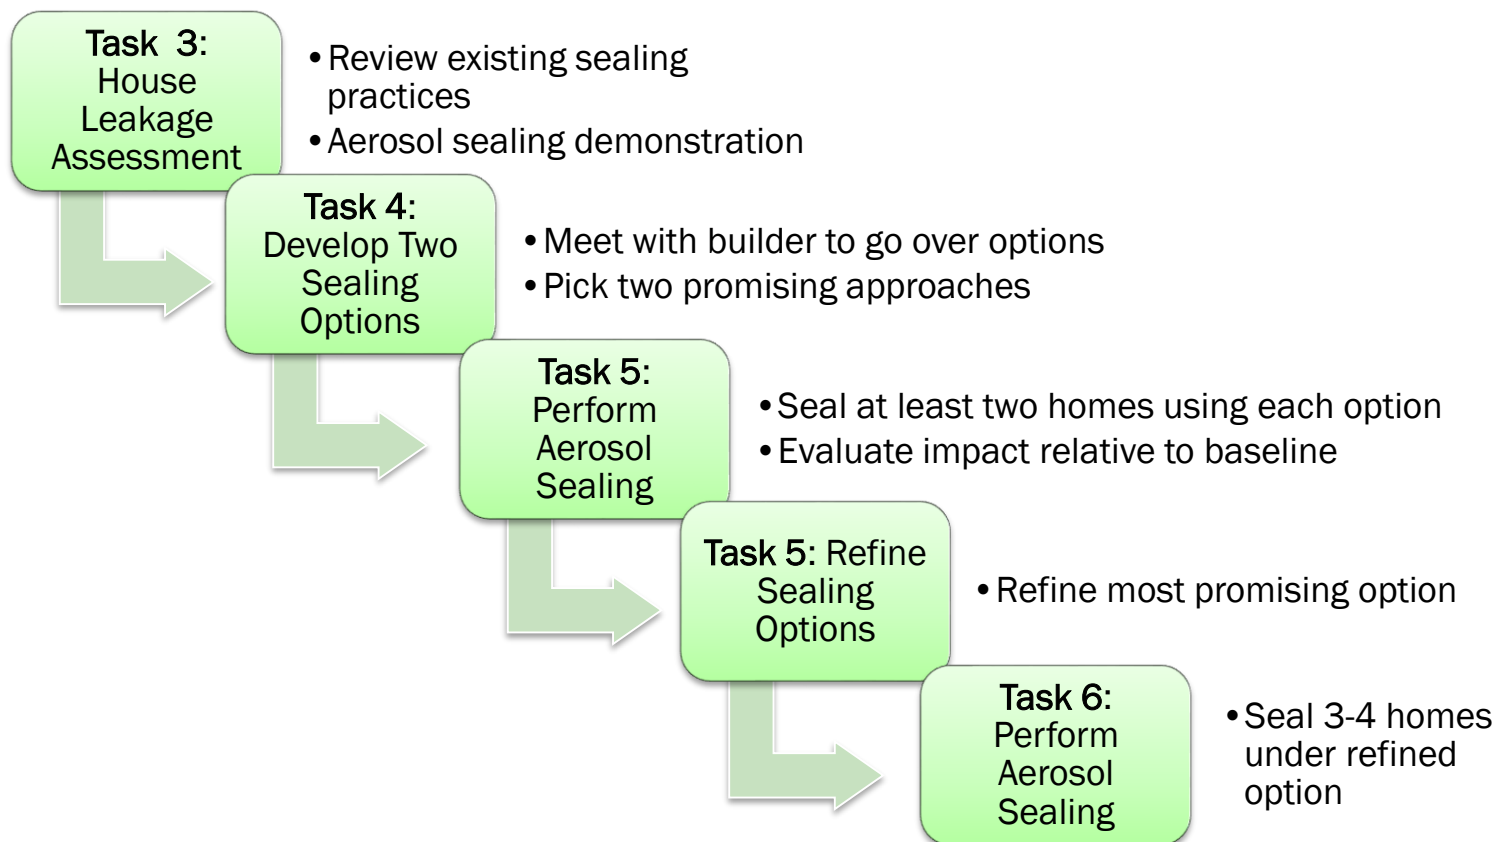 Task 3:
House
Leakage
Assessment
•Review existing sealing
practices
•Aerosol sealing demonstration
Task 4:
Develop Two
Sealing
Options
•Meet with builder to go over options
•Pick two promising approaches
Task 5:
Perform
Aerosol
Sealing
•Seal at least two homes using each option
•Evaluate impact relative to baseline
Task 5: Refine
Sealing
Options
•Refine most promising option
Task 6:
Perform
Aerosol
Sealing
•Seal 3-4 homes
under refined
option